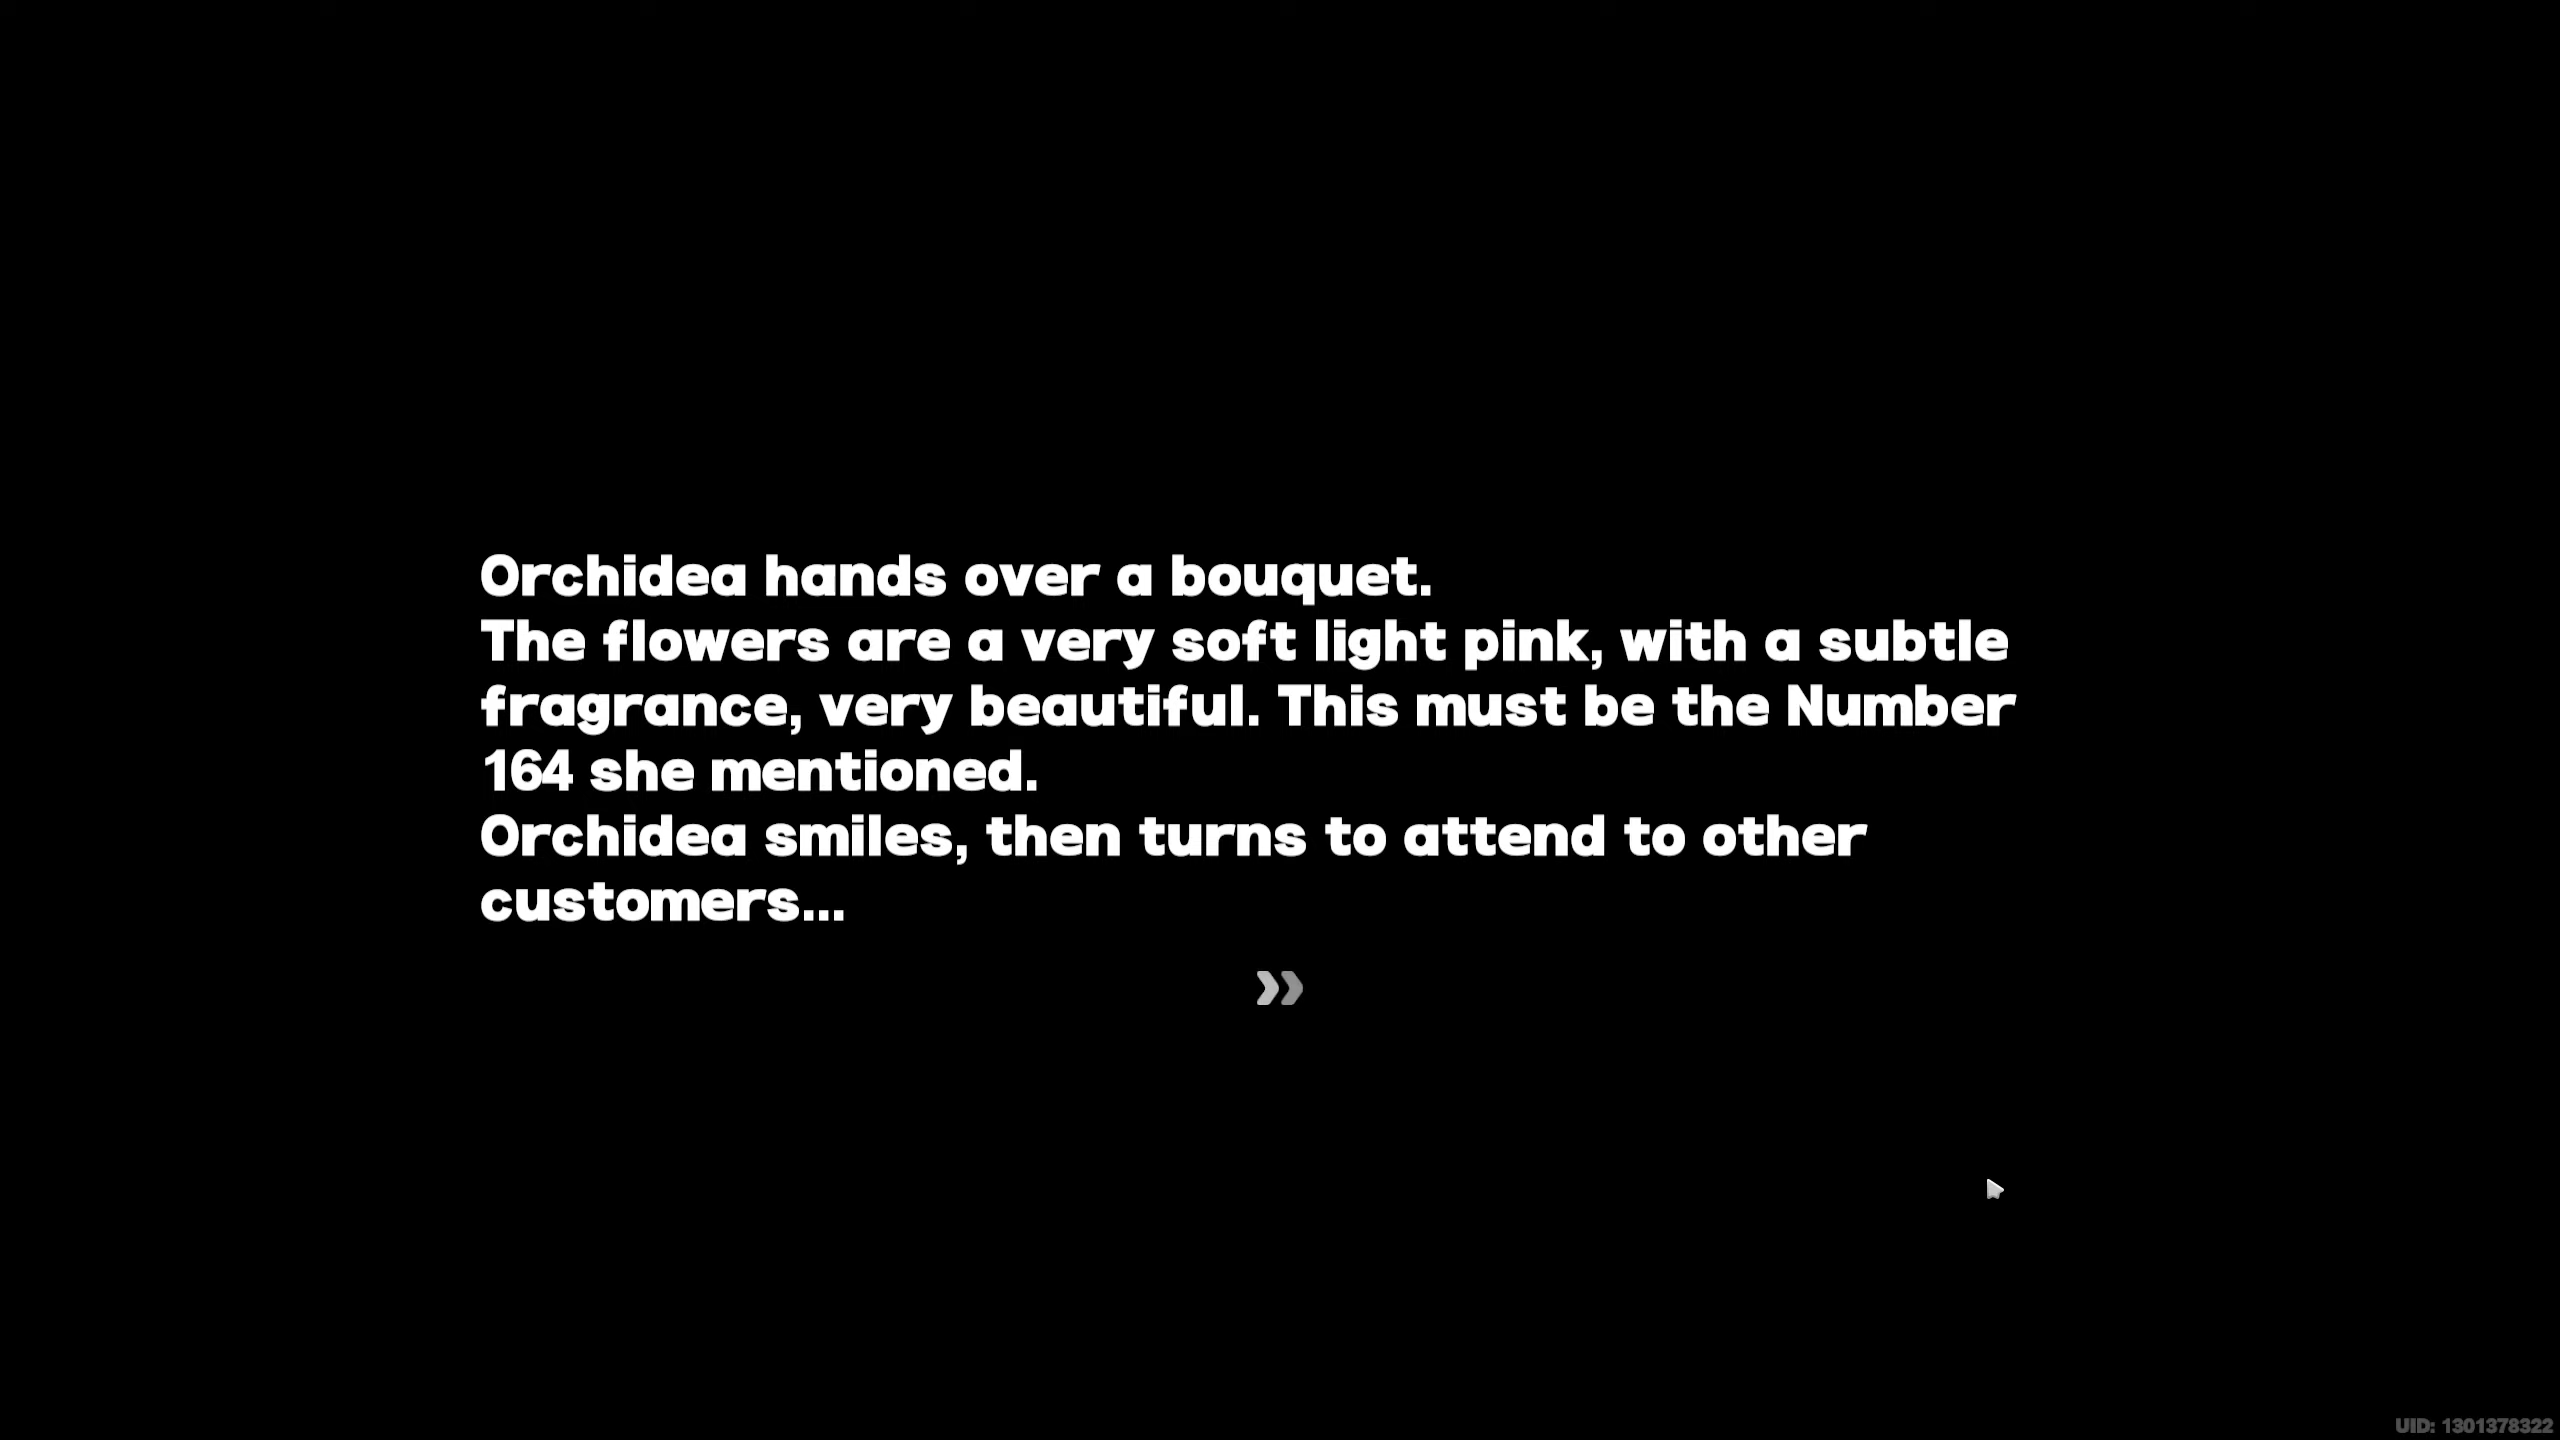 Orchidea hands over a bouquet.
The flowers are a very soft light pink, with a subtle
fragrance, very beautiful. This must be the Number
164 she mentioned.
Orchidea smiles, then turns to attend to other
customers...
UID: 1301378322